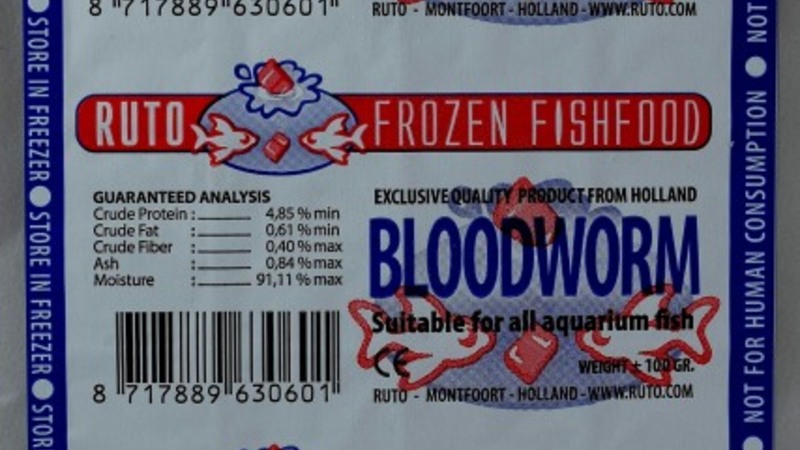 8 "717889"630601"
RUTO - MONTFOORT - HOLLAND - WWW.RUTO.COM
RUTO FROZEN FISHFOOD
GUARANTEED ANALYSIS
Crude Protein : 4,85 % min
Crude Fat : 0,61 % min
Crude Fiber : 0,40 % max
Ash : 0,84 % max
Moisture : 91,11 % max
8 717889 630601
EXCLUSIVE QUALITY PRODUCT FROM HOLLAND
BLOODWORM
Suitable for all aquarium fish
CE
WEIGHT ± 100 GR.
RUTO - MONTFOORT - HOLLAND - WWW.RUTO.COM
STORE IN FREEZER ● STORE IN FREEZER ● STOR
NOT FOR HUMAN CONSUMPTION ● NOT